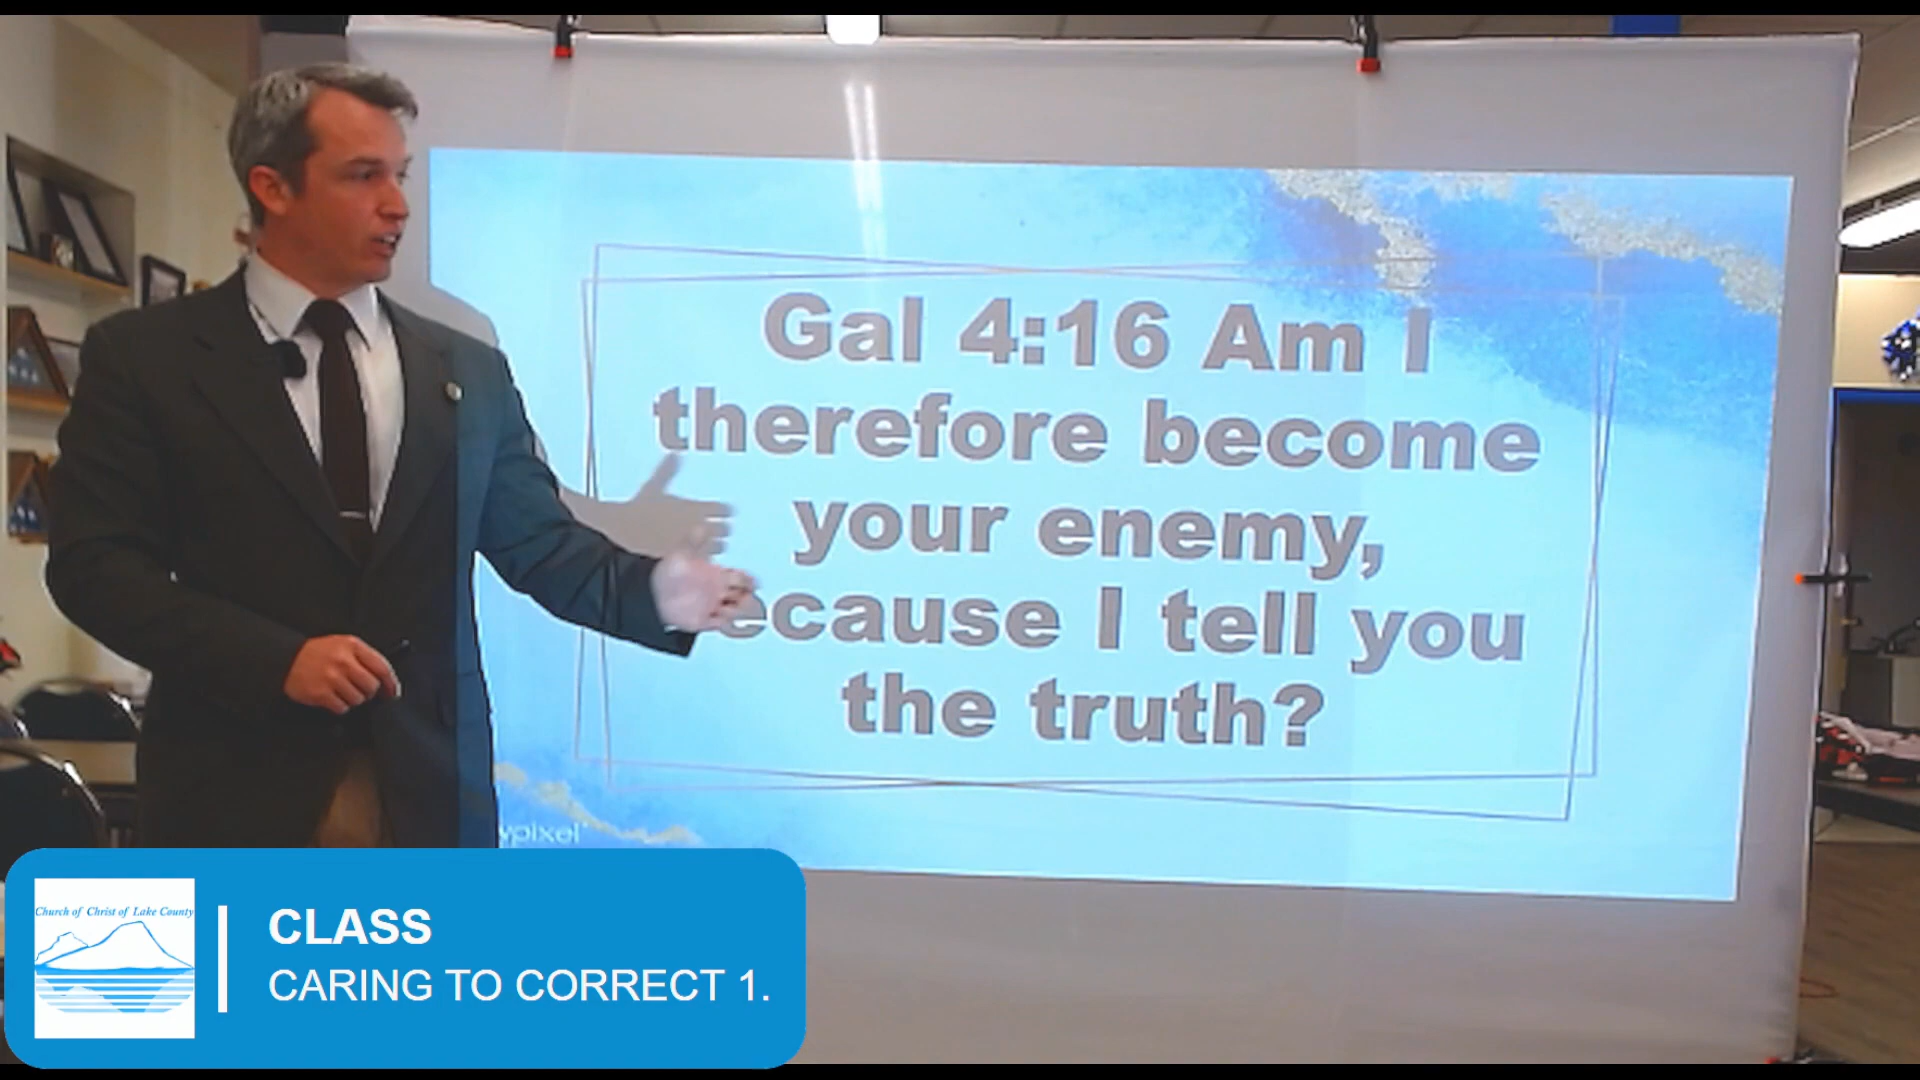 Gal 4:16 Am I
therefore become
your enemy,
ecause I tell you
the truth?
Church of Christ of Lake County
CLASS
CARING TO CORRECT 1.